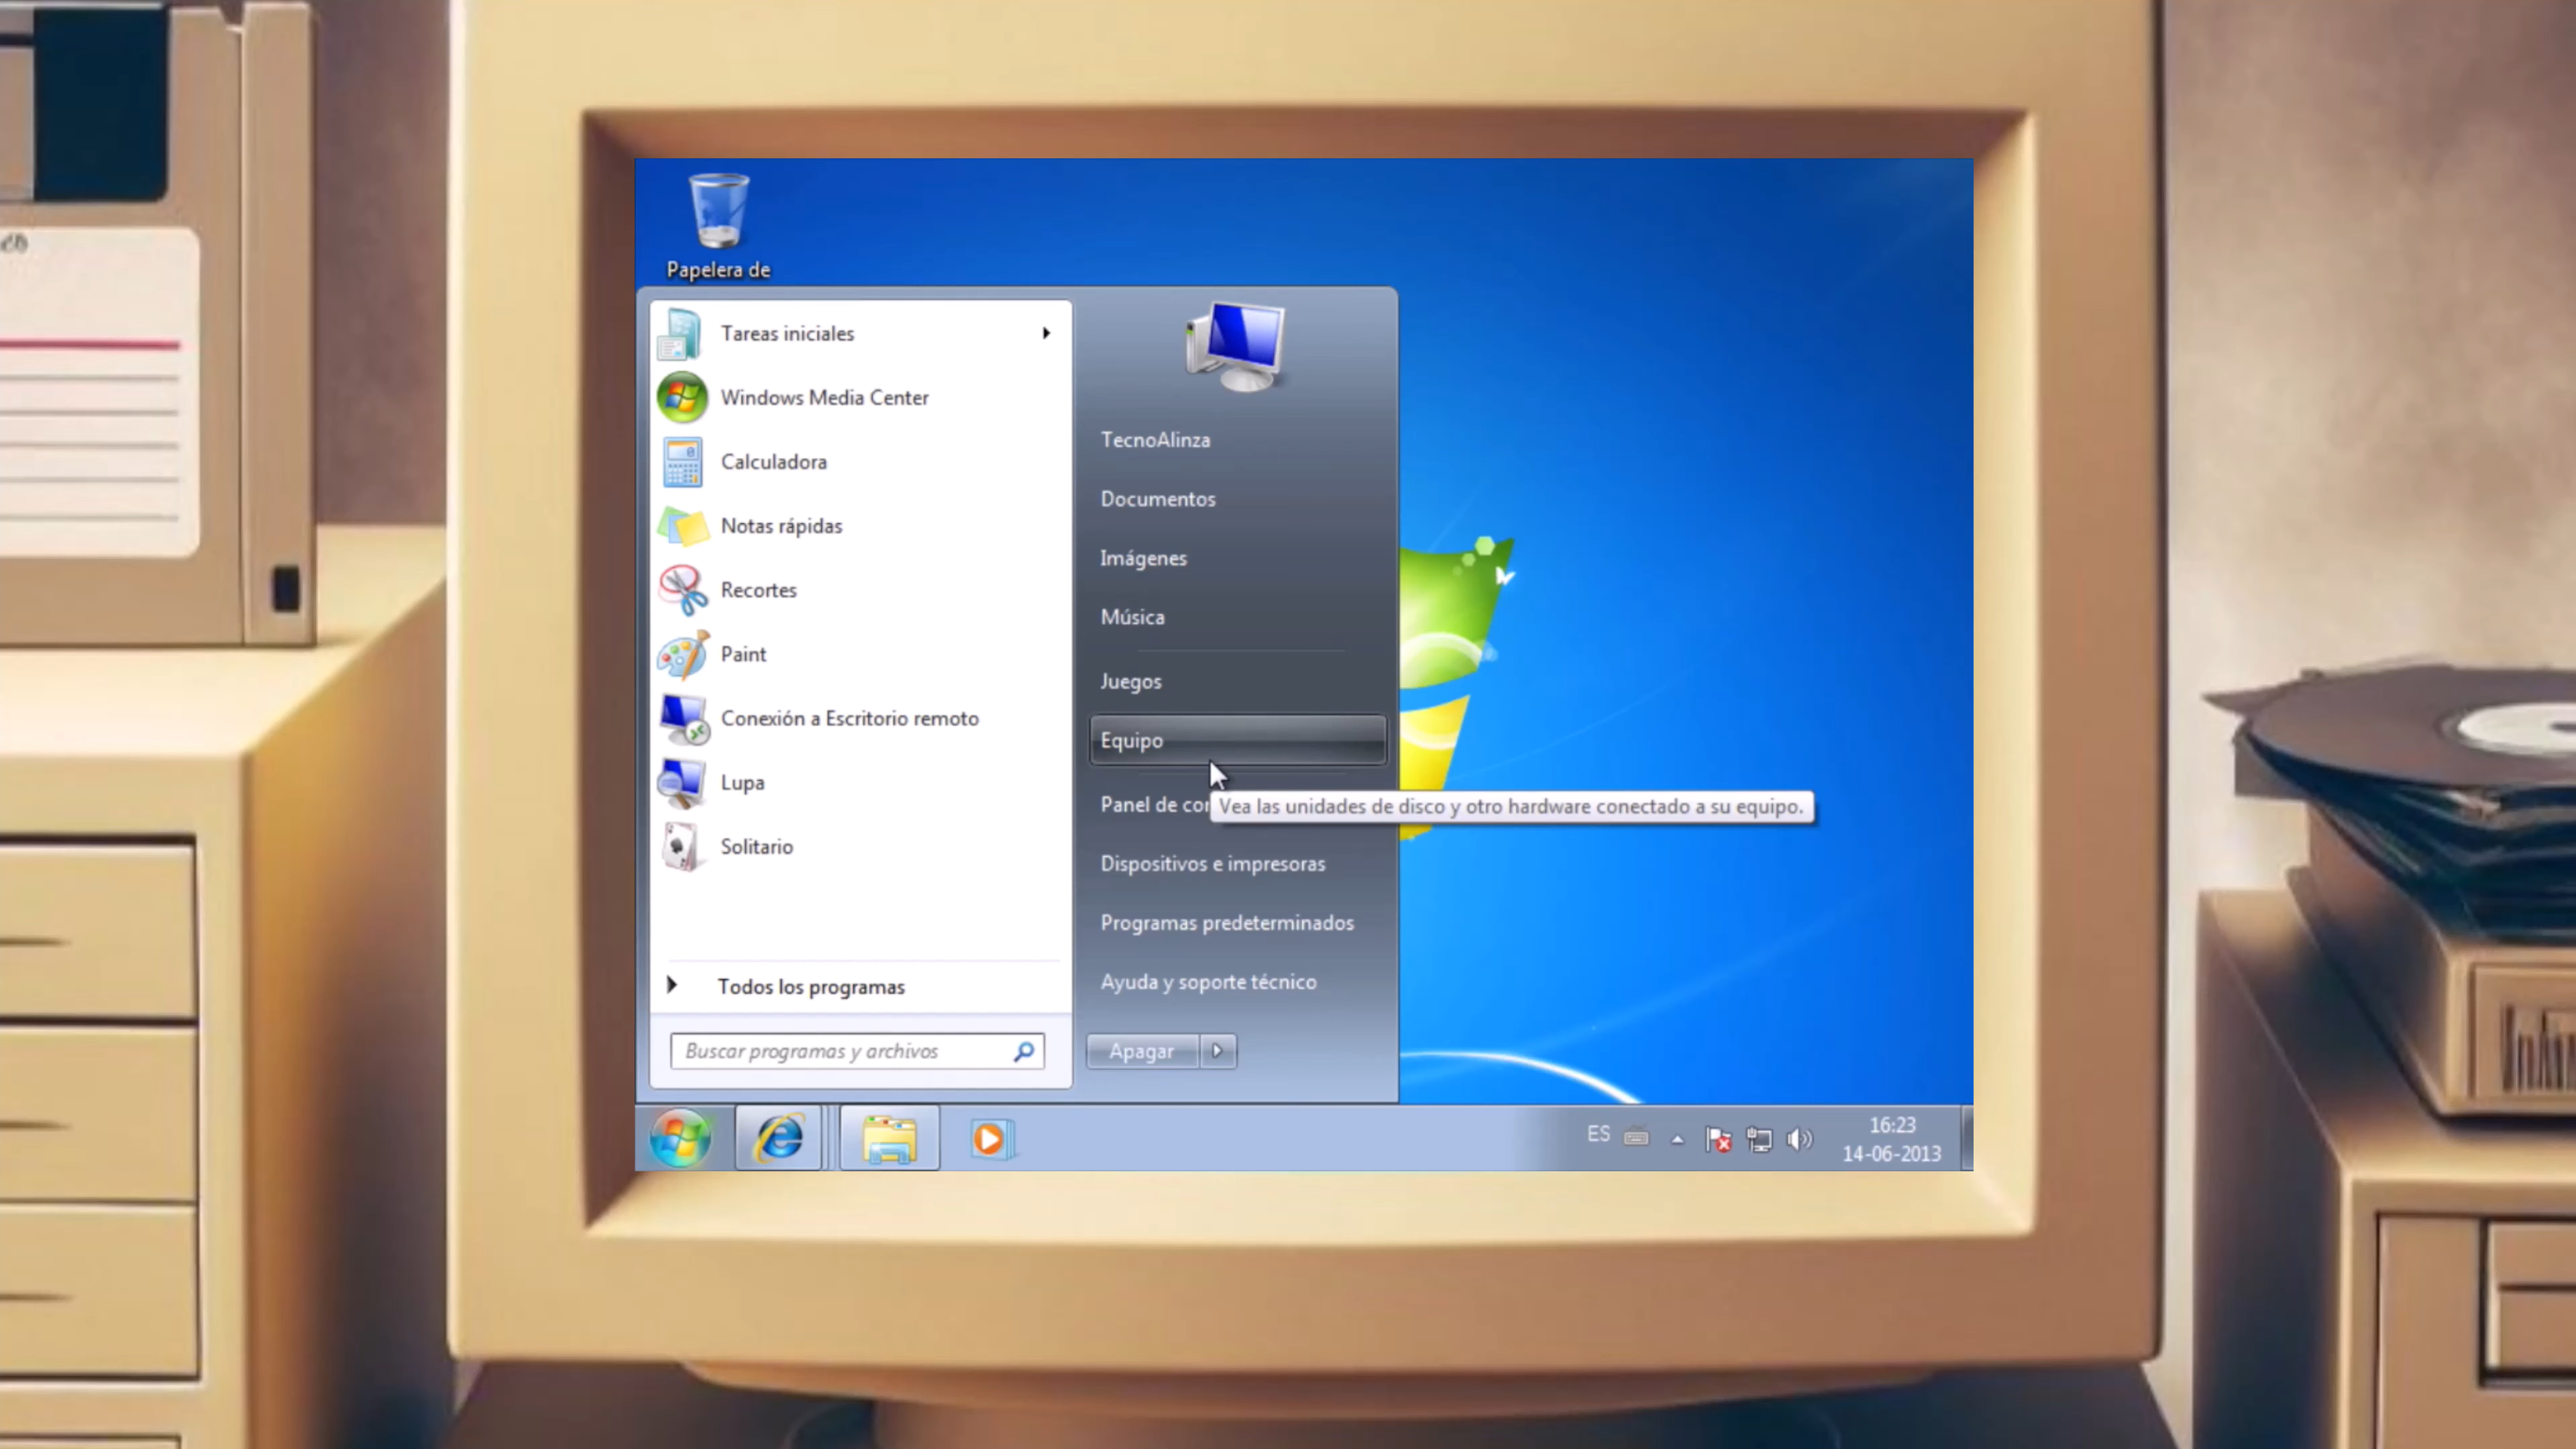 Papelera de
Tareas iniciales
Windows Media Center
Calculadora
Notas rápidas
Recortes
Paint
Conexión a Escritorio remoto
Lupa
Solitario
Todos los programas
Buscar programas y archivos
TecnoAlinza
Documentos
Imágenes
Música
Juegos
Equipo
Panel de cor
Vea las unidades de disco y otro hardware conectado a su equipo.
Dispositivos e impresoras
Programas predeterminados
Ayuda y soporte técnico
Apagar
ES
16:23
14-06-2013